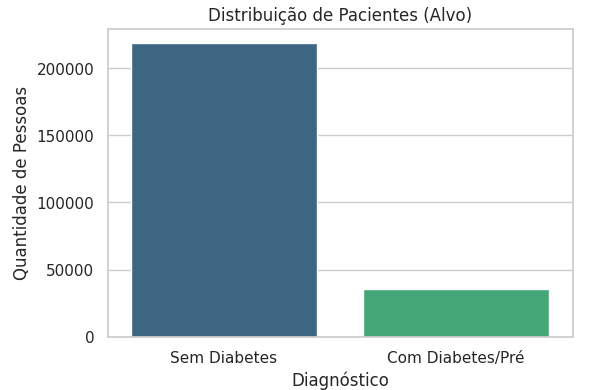 Distribuição de Pacientes (Alvo)
Quantidade de Pessoas
200000
150000
100000
50000
0
Sem Diabetes
Com Diabetes/Pré
Diagnóstico